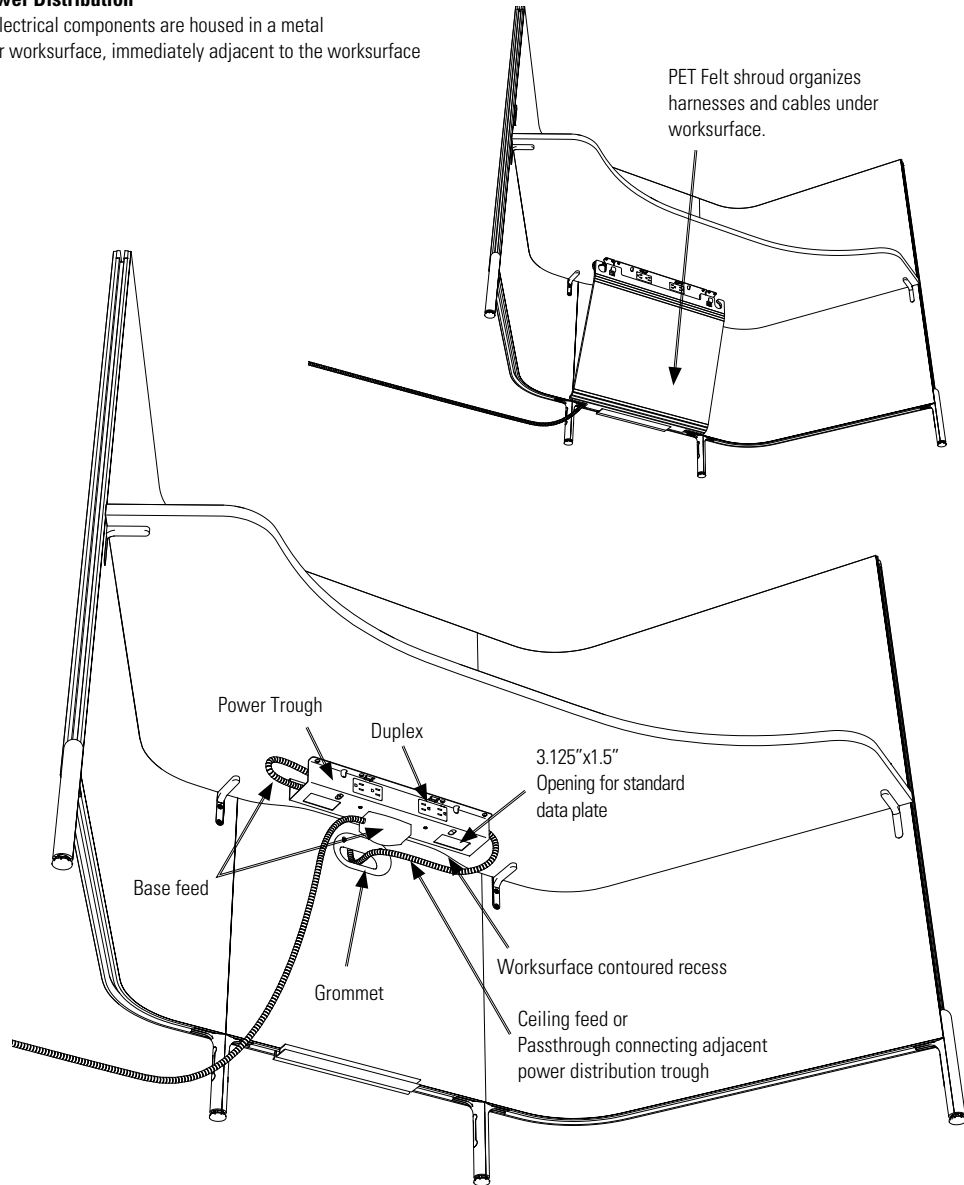 wer Distribution
lectrical components are housed in a metal
r worksurface, immediately adjacent to the worksurface
PET Felt shroud organizes
harnesses and cables under
worksurface.
Power Trough
Duplex
3.125”x1.5”
Opening for standard
data plate
Base feed
Grommet
Worksurface contoured recess
Ceiling feed or
Passthrough connecting adjacent
power distribution trough